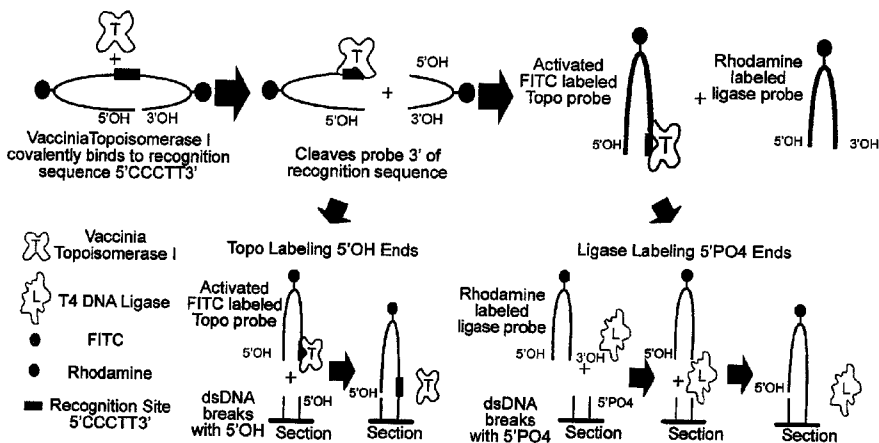 T
+
5'OH 3'OH
VacciniaTopoisomerase I
covalently binds to recognition
sequence 5'CCCTT3'
T
5'OH
+
5'OH 3'OH
Cleaves probe 3' of
recognition sequence
Activated
FITC labeled
Topo probe
5'OH
T
+
Rhodamine
labeled
ligase probe
5'OH
3'OH
T Vaccinia
Topoisomerase I
L T4 DNA Ligase
FITC
Rhodamine
Recognition Site
5'CCCTT3'
Topo Labeling 5'OH Ends
Activated
FITC labeled
Topo probe
5'OH
T
+
5'OH
dsDNA
breaks
with 5'OH
Section
5'OH
T
Section
Ligase Labeling 5'PO4 Ends
Rhodamine
labeled
ligase probe
5'OH
3'OH
L
+
5'PO4
dsDNA
breaks
with 5'PO4
Section
5'OH
+
L
Section
5'OH
L
Section